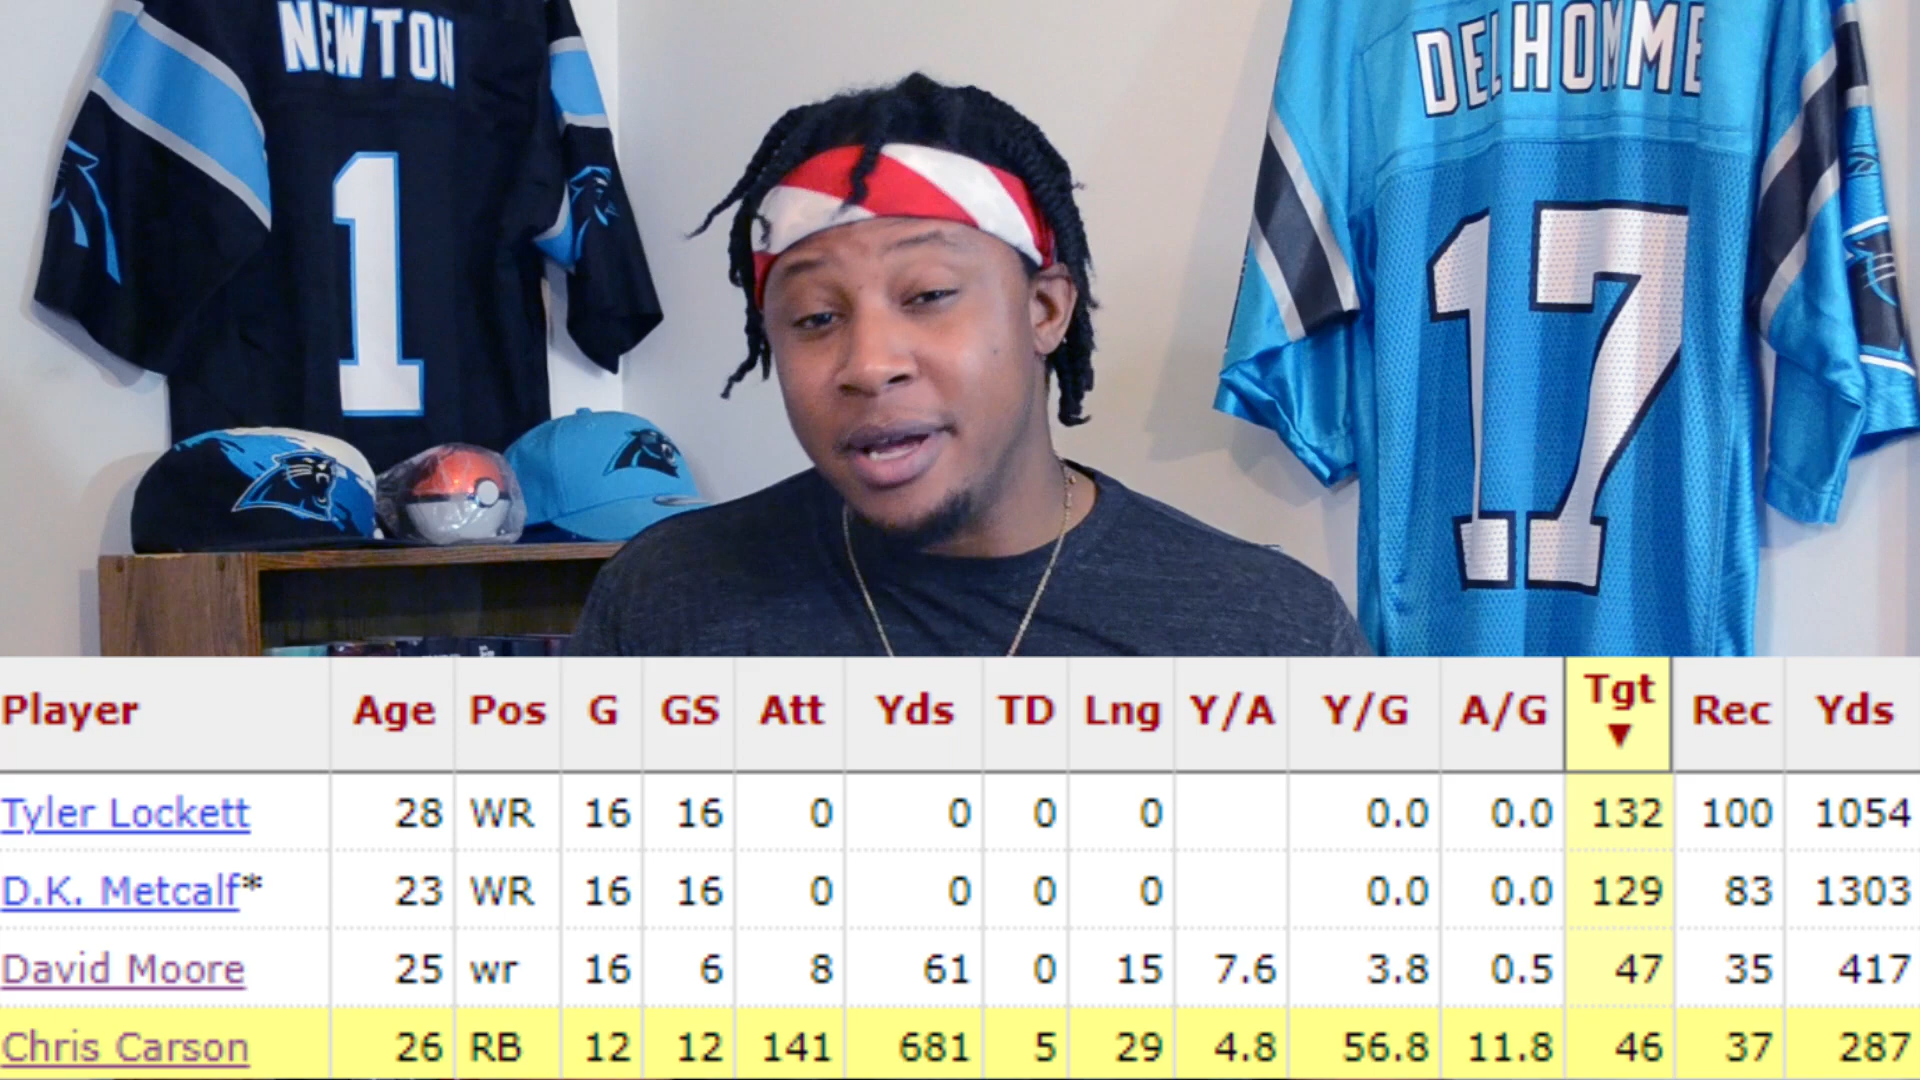 NEWTON
1
DELHOMME
17
Player Age Pos G GS Att Yds TD Lng Y/A Y/G A/G Tgt ▼ Rec Yds
Tyler Lockett 28 WR 16 16 0 0 0 0 0.0 0.0 132 100 1054
D.K. Metcalf* 23 WR 16 16 0 0 0 0 0.0 0.0 129 83 1303
David Moore 25 wr 16 6 8 61 0 15 7.6 3.8 0.5 47 35 417
Chris Carson 26 RB 12 12 141 681 5 29 4.8 56.8 11.8 46 37 287